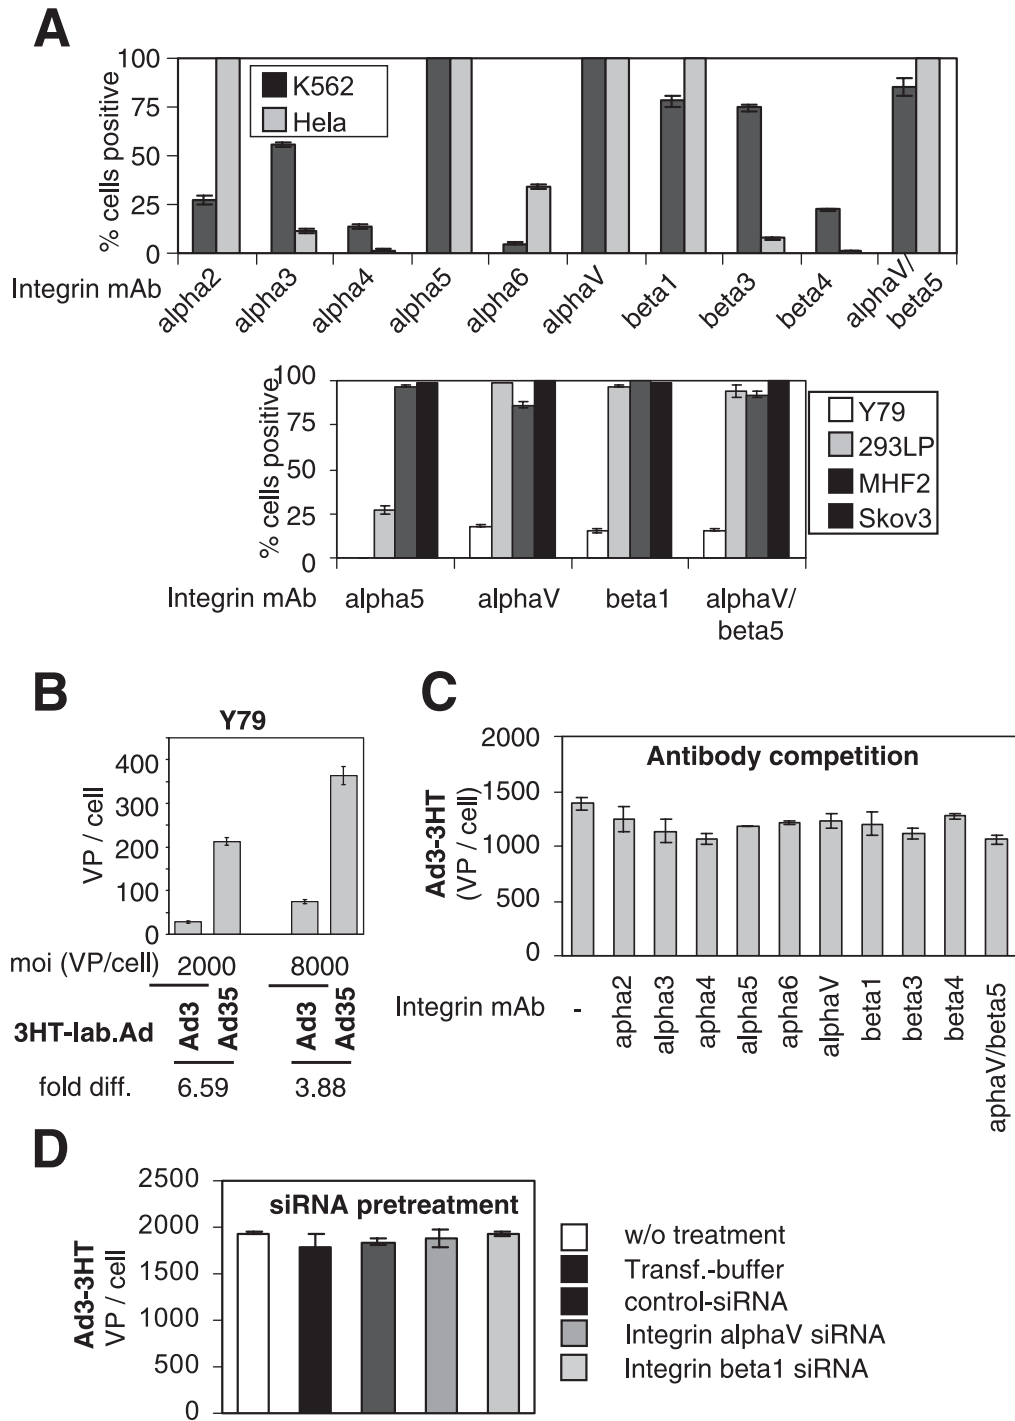 A
100
75
50
25
0
% cells positive
K562
Hela
Integrin mAb
alpha2
alpha3
alpha4
alpha5
alpha6
alphaV
beta1
beta3
beta4
alphaV/
beta5
100
75
50
25
0
% cells positive
Y79
293LP
MHF2
Skov3
Integrin mAb alpha5 alphaV beta1 alphaV/
beta5
B
Y79
400
300
200
100
0
VP / cell
moi (VP/cell) 2000 8000
3HT-lab.Ad Ad3 Ad35 Ad3 Ad35
fold diff. 6.59 3.88
C
Antibody competition
2000
1500
1000
500
0
Ad3-3HT
(VP / cell)
Integrin mAb -
apha2
alpha3
apha4
alpha5
apha6
alphaV
beta1
beta3
beta4
aphaV/beta5
D
siRNA pretreatment
2500
2000
1500
1000
500
0
Ad3-3HT
VP / cell
w/o treatment
Transf.-buffer
control-siRNA
Integrin alphaV siRNA
Integrin beta1 siRNA